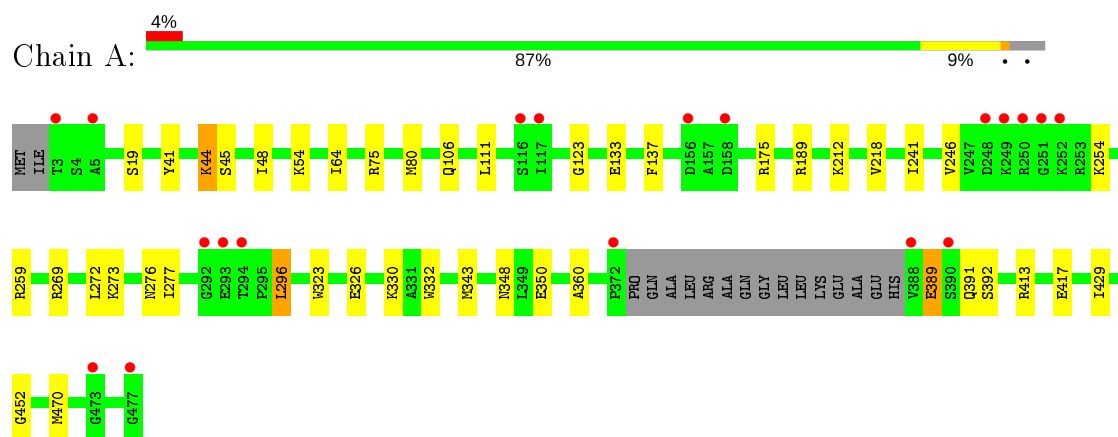 4%
Chain A:
87% 9% • •
MET ILE T3 S4 A5 S19 Y41 K44 S45 I48 K54 I64 R75 M80 Q106 L111 S116 I117 G123 E133 F137 D156 A157 D158 R175 R189 K212 V218 I241 V246 V247 D248 K249 R250 G251 K252 R253 K254
R259 R269 L272 K273 N276 I277 G292 E293 T294 P295 L296 W323 E326 K330 A331 W332 M343 N348 L349 E350 A360 P372 PRO GLN ALA LEU ARG ALA GLN GLY LEU LEU LYS GLU ALA GLU HIS V388 E389 S390 Q391 S392 R413 E417 I429
G452 M470 G473 G477